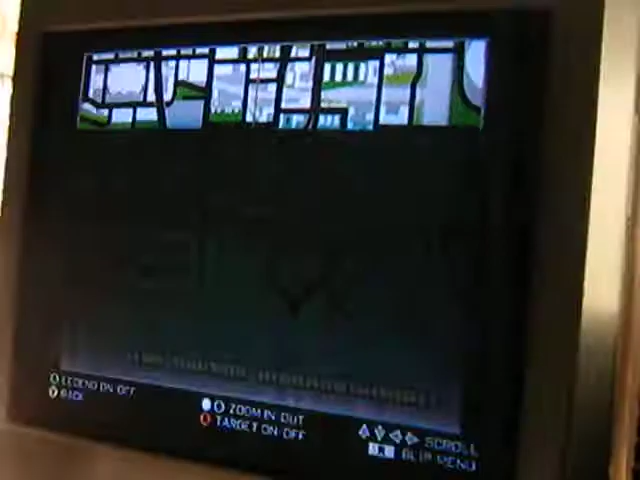 LEGEND ON OFF
BACK
ZOOM IN OUT
TARGET ON OFF
SCROLL
BLIP MENU